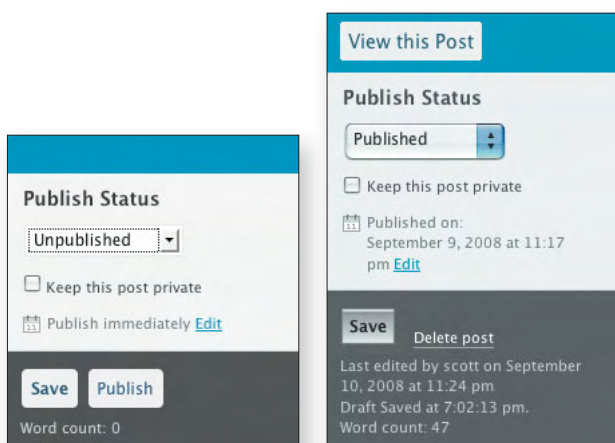 Publish Status
Unpublished
Keep this post private
11 Publish immediately Edit
Save Publish
Word count: 0
View this Post
Publish Status
Published
Keep this post private
11 Published on:
September 9, 2008 at 11:17
pm Edit
Save Delete post
Last edited by scott on September
10, 2008 at 11:24 pm
Draft Saved at 7:02:13 pm.
Word count: 47